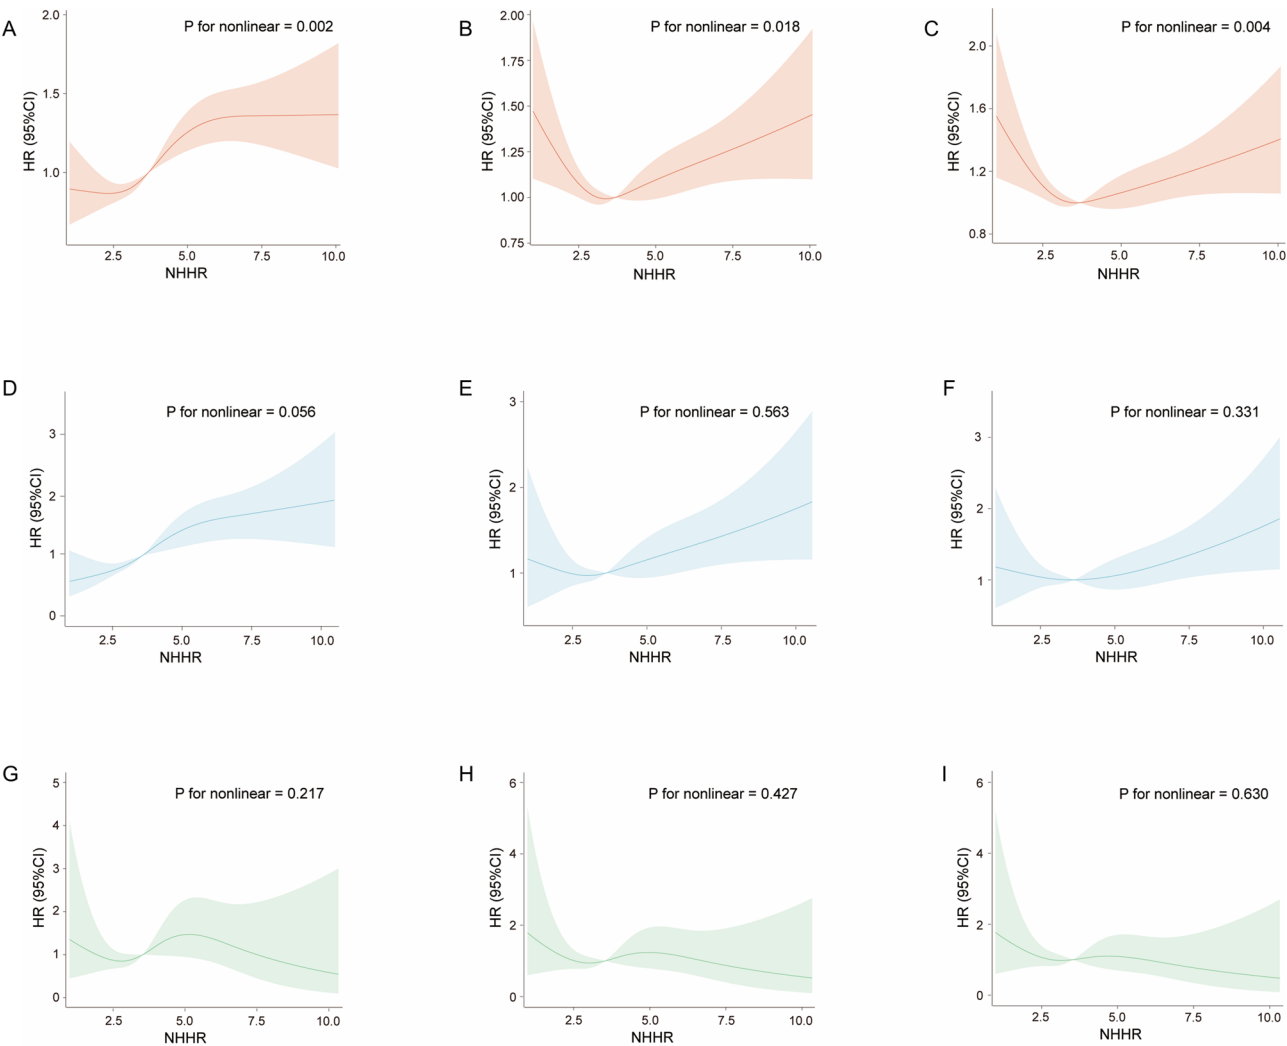 A
P for nonlinear = 0.002
2.0
1.5
1.0
HR (95%CI)
2.5
5.0
7.5
10.0
NHHR
B
P for nonlinear = 0.018
2.00
1.75
1.50
1.25
1.00
0.75
HR (95%CI)
2.5
5.0
7.5
10.0
NHHR
C
P for nonlinear = 0.004
2.0
1.6
1.2
0.8
HR (95%CI)
2.5
5.0
7.5
10.0
NHHR
D
P for nonlinear = 0.056
3
2
1
0
HR (95%CI)
2.5
5.0
7.5
10.0
NHHR
E
P for nonlinear = 0.563
3
2
1
HR (95%CI)
2.5
5.0
7.5
10.0
NHHR
F
P for nonlinear = 0.331
3
2
1
HR (95%CI)
2.5
5.0
7.5
10.0
NHHR
G
P for nonlinear = 0.217
5
4
3
2
1
0
HR (95%CI)
2.5
5.0
7.5
10.0
NHHR
H
P for nonlinear = 0.427
6
4
2
0
HR (95%CI)
2.5
5.0
7.5
10.0
NHHR
I
P for nonlinear = 0.630
6
4
2
0
HR (95%CI)
2.5
5.0
7.5
10.0
NHHR